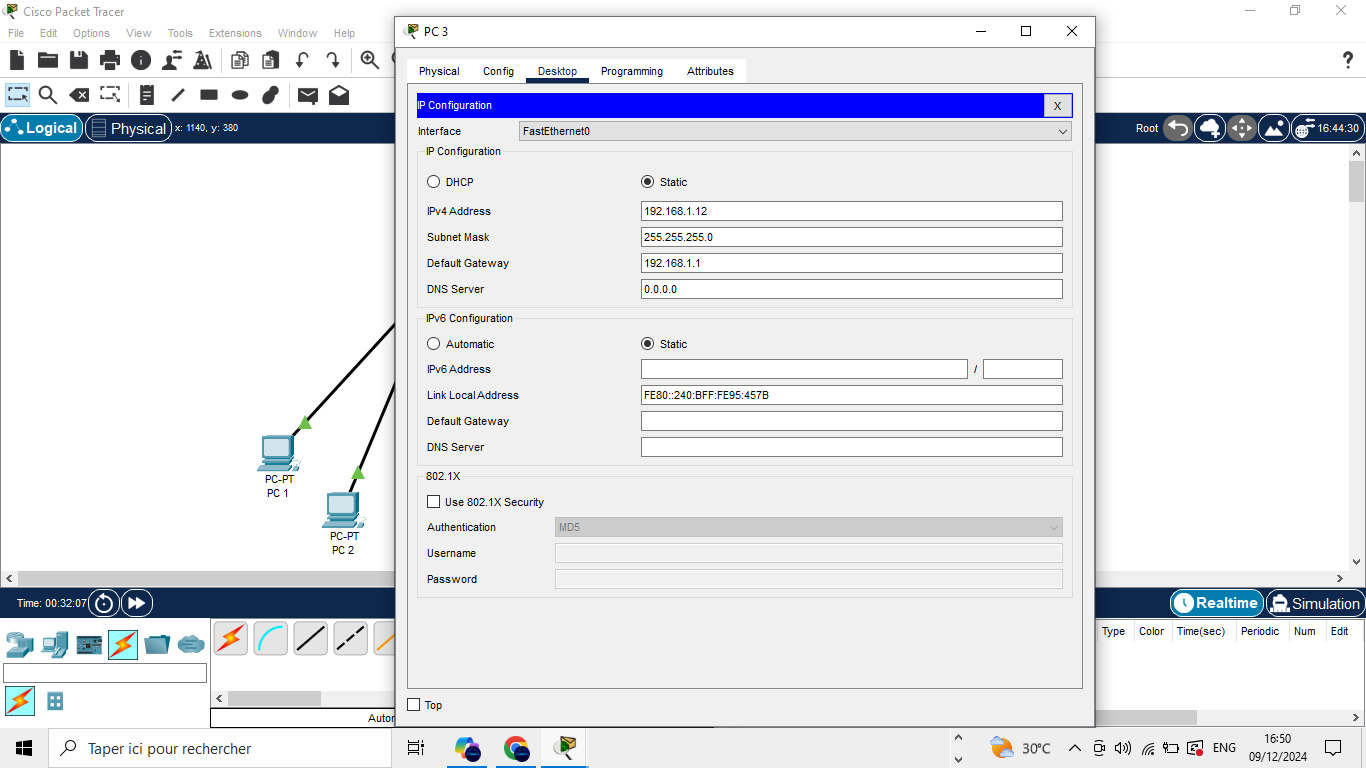 Cisco Packet Tracer
File Edit Options View Tools Extensions Window Help
Logical Physical x: 1140, y: 380
Root 16:44:30
PC-PT
PC 1
PC-PT
PC 2
PC 3
Physical Config Desktop Programming Attributes
IP Configuration X
Interface FastEthernet0
IP Configuration
DHCP Static
IPv4 Address 192.168.1.12
Subnet Mask 255.255.255.0
Default Gateway 192.168.1.1
DNS Server 0.0.0.0
IPv6 Configuration
Automatic Static
IPv6 Address /
Link Local Address FE80::240:BFF:FE95:457B
Default Gateway
DNS Server
802.1X
Use 802.1X Security
Authentication MD5
Username
Password
Top
Time: 00:32:07
Realtime Simulation
Type Color Time(sec) Periodic Num Edit
Autor
Taper ici pour rechercher
30°C ENG 16:50
09/12/2024